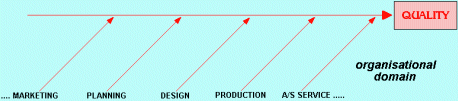 QUALITY
organisational
domain
.... MARKETING PLANNING DESIGN PRODUCTION A/S SERVICE .....